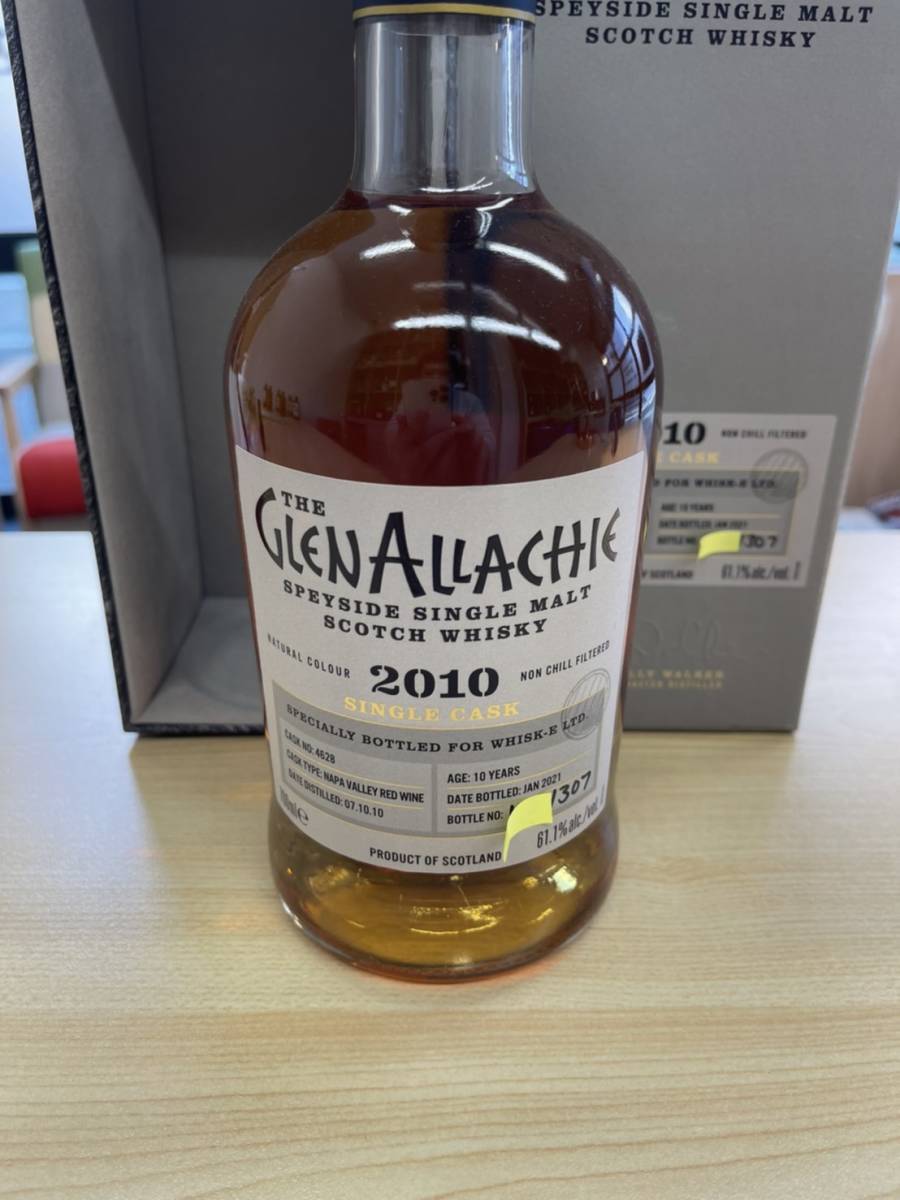 SPEYSIDE SINGLE MALT
SCOTCH WHISKY
THE
GLENALLACHIE
SPEYSIDE SINGLE MALT
SCOTCH WHISKY
NATURAL COLOUR
2010
NON CHILL FILTERED
SINGLE CASK
SPECIALLY BOTTLED FOR WHISK-E LTD.
CASK NO: 4628
CASK TYPE: NAPA VALLEY RED WINE
DATE DISTILLED: 07.10.10
AGE: 10 YEARS
DATE BOTTLED: JAN 2021
BOTTLE NO: /307
61.1%alc./vol.
PRODUCT OF SCOTLAND
10
NON CHILL FILTERED
CASK
FOR WHISK-E LTD.
AGE 10 YEARS
DATE BOTTLED: JAN 2021
BOTTLE NO: /307
SCOTLAND
61.1%alc./vol.
LLY WALKER